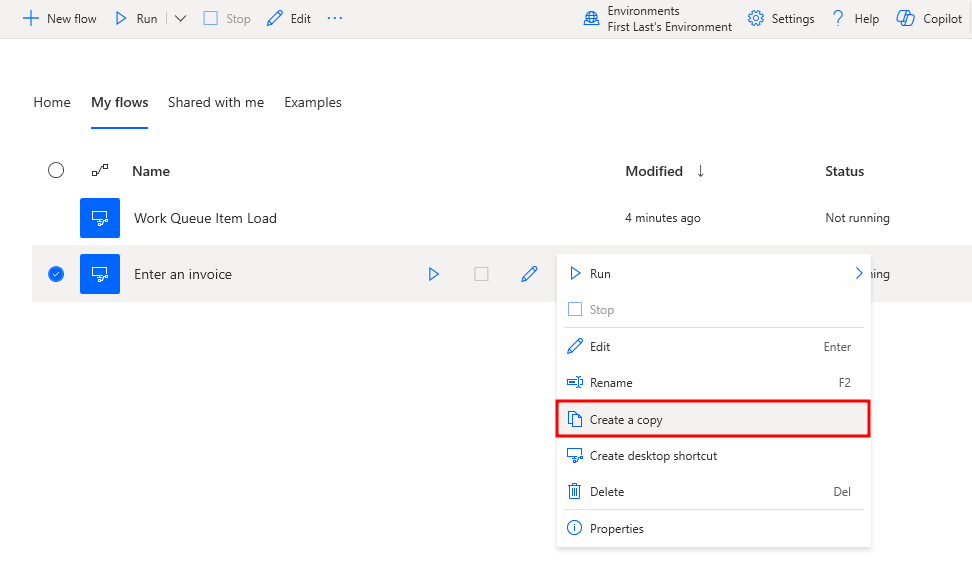 New flow Run Stop Edit ... Environments Settings Help Copilot
First Last's Environment
Home My flows Shared with me Examples
Name Modified ↓ Status
Work Queue Item Load 4 minutes ago Not running
Enter an invoice
Run
Stop
Edit Enter
Rename F2
Create a copy
Create desktop shortcut
Delete Del
Properties